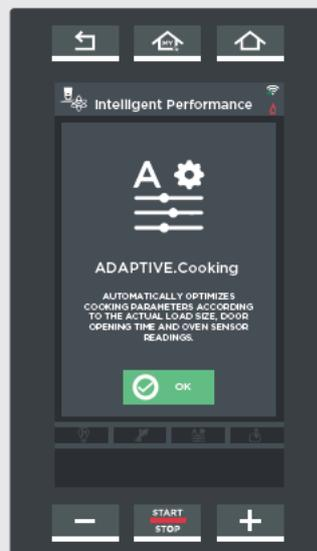 MY
Intelligent Performance
A
ADAPTIVE.Cooking
AUTOMATICALLY OPTIMIZES
COOKING PARAMETERS ACCORDING
TO THE ACTUAL LOAD SIZE, DOOR
OPENING TIME AND OVEN SENSOR
READINGS.
OK
START
STOP